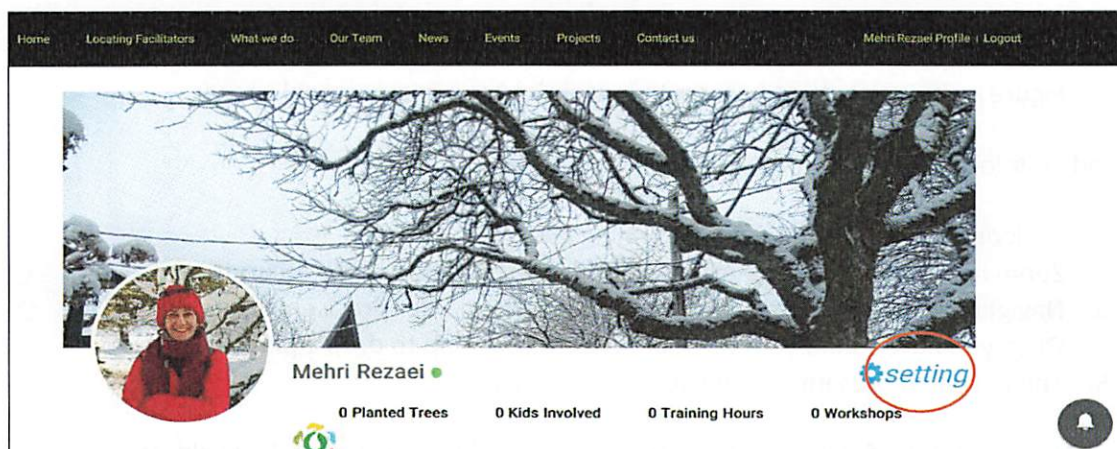 Home Locating Facilitators What we do Our Team News Events Projects Contact us Mehri Rezaei Profile | Logout
Mehri Rezaei
setting
0 Planted Trees 0 Kids Involved 0 Training Hours 0 Workshops